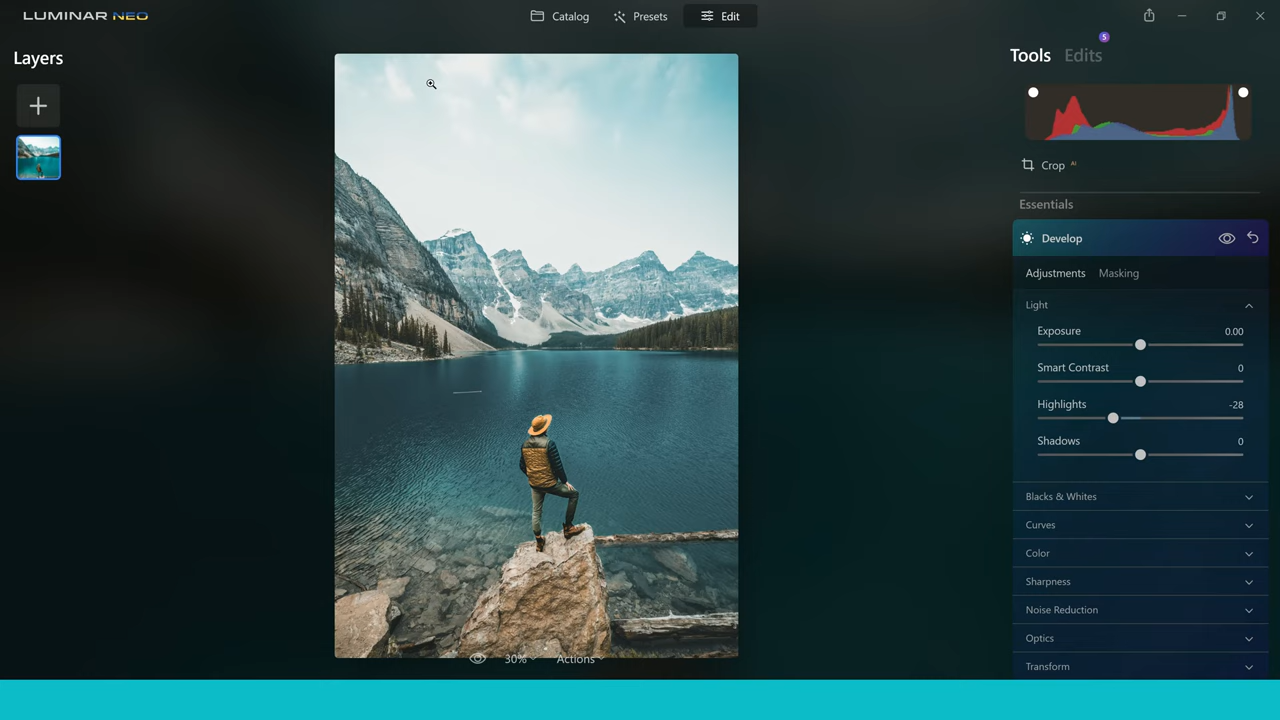 LUMINAR NEO
Catalog
Presets
Edit
Layers
Tools
Edits
5
Crop AI
Essentials
Develop
Adjustments
Masking
Light
Exposure 0.00
Smart Contrast 0
Highlights -28
Shadows 0
Blacks & Whites
Curves
Color
Sharpness
Noise Reduction
Optics
Transform
30%
Actions